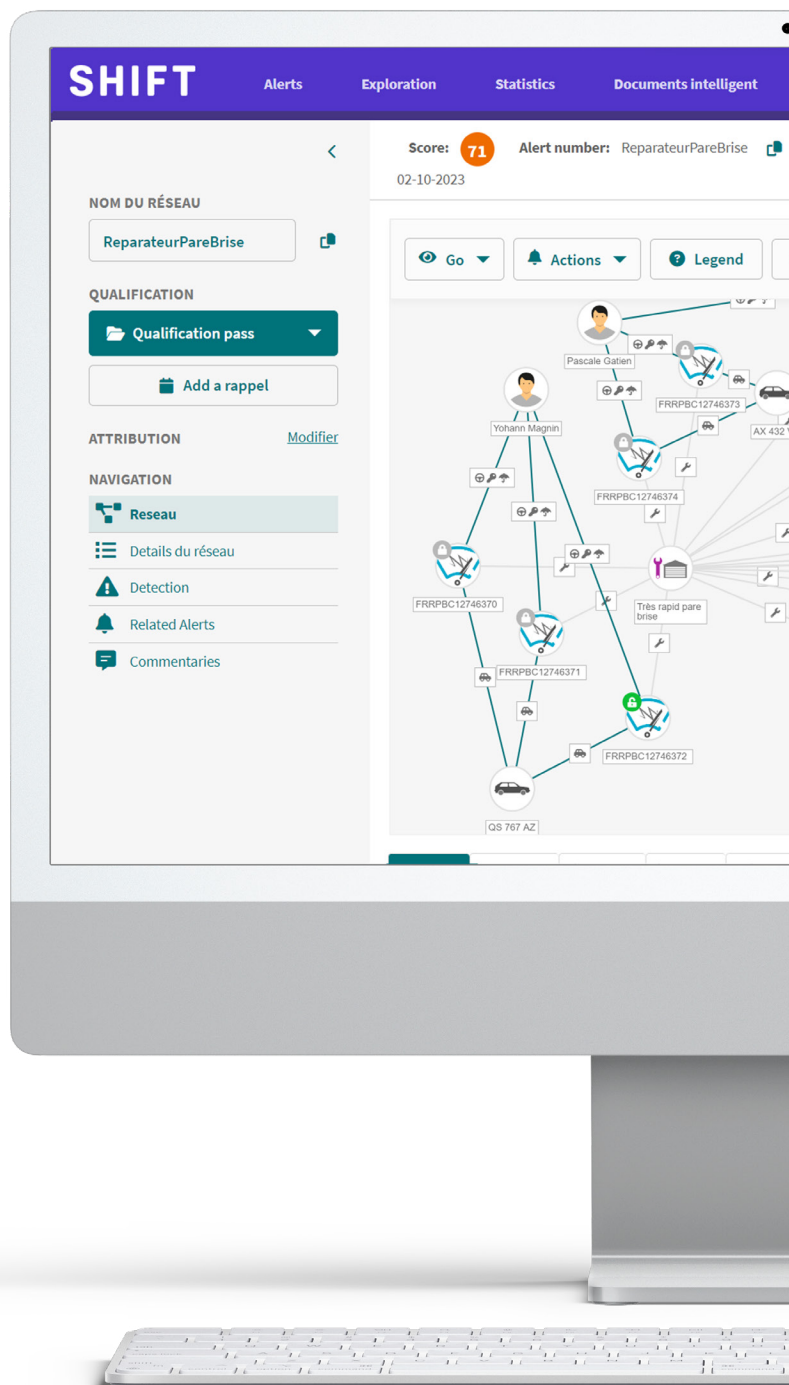 SHIFT
Alerts
Exploration
Statistics
Documents intelligent
Score:
71
Alert number: ReparateurPareBrise
02-10-2023
NOM DU RÉSEAU
ReparateurPareBrise
QUALIFICATION
Qualification pass
Add a rappel
ATTRIBUTION
Modifier
NAVIGATION
Reseau
Details du réseau
Detection
Related Alerts
Commentaries
Go
Actions
Legend
Pascale Gatien
FRRPBC12746373
AX 432
Yohann Magnin
FRRPBC12746374
FRRPBC12746370
Très rapid pare
brise
FRRPBC12746371
FRRPBC12746372
QS 767 AZ